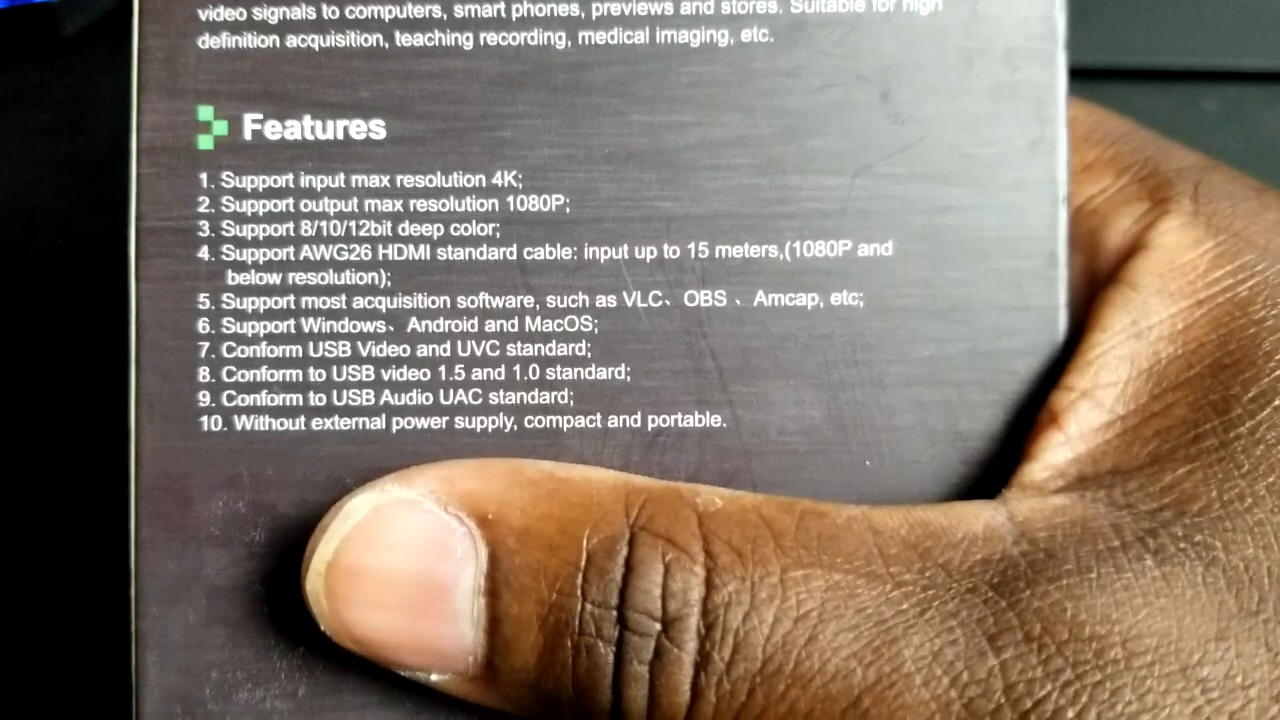 video signals to computers, smart phones, previews and stores. Suitable for high
definition acquisition, teaching recording, medical imaging, etc.
Features
1. Support input max resolution 4K;
2. Support output max resolution 1080P;
3. Support 8/10/12bit deep color;
4. Support AWG26 HDMI standard cable: input up to 15 meters,(1080P and
below resolution);
5. Support most acquisition software, such as VLC、OBS 、Amcap, etc;
6. Support Windows、Android and MacOS;
7. Conform USB Video and UVC standard;
8. Conform to USB video 1.5 and 1.0 standard;
9. Conform to USB Audio UAC standard;
10. Without external power supply, compact and portable.